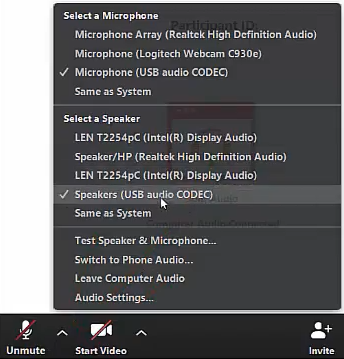 Participant ID:
Select a Microphone
Microphone Array (Realtek High Definition Audio)
Microphone (Logitech Webcam C930e)
Microphone (USB audio CODEC)
Same as System
Select a Speaker
LEN T2254pC (Intel(R) Display Audio)
Speaker/HP (Realtek High Definition Audio)
LEN T2254pC (Intel(R) Display Audio)
Speakers (USB audio CODEC)
Same as System
Test Speaker & Microphone...
Switch to Phone Audio...
Leave Computer Audio
Audio Settings...
Unmute
Start Video
Invite